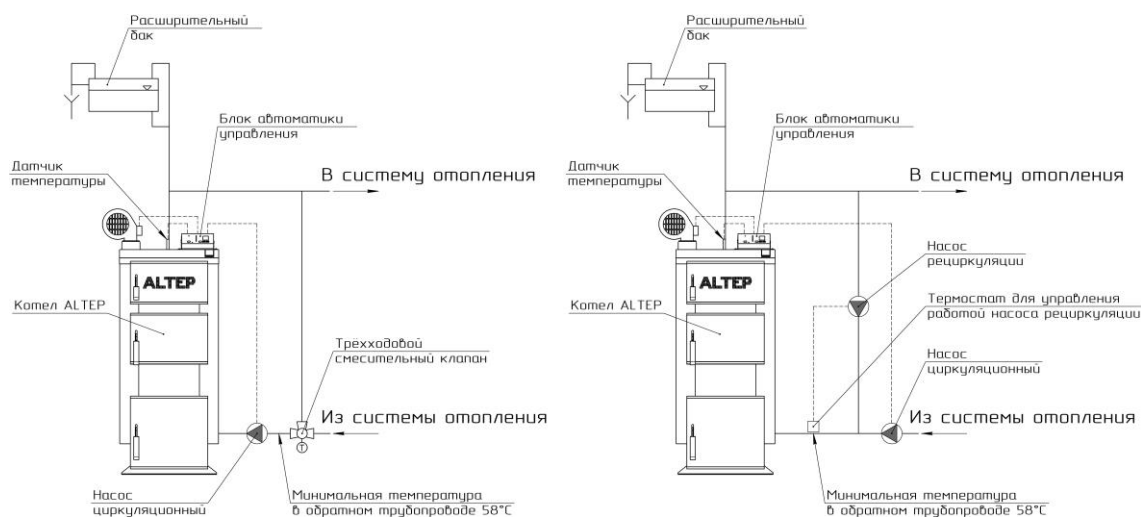 Расширительный
бак
Блок автоматики
управления
Датчик
температуры
В систему отопления
ALTEP
Котел ALTEP
Трёхходовой
смесительный клапан
Из системы отопления
T
Насос
циркуляционный
Минимальная температура
в обратном трубопроводе 58°С
Расширительный
бак
Блок автоматики
управления
Датчик
температуры
В систему отопления
ALTEP
Котел ALTEP
Насос
рециркуляции
Термостат для управления
работой насоса рециркуляции
Насос
циркуляционный
Из системы отопления
Минимальная температура
в обратном трубопроводе 58°С